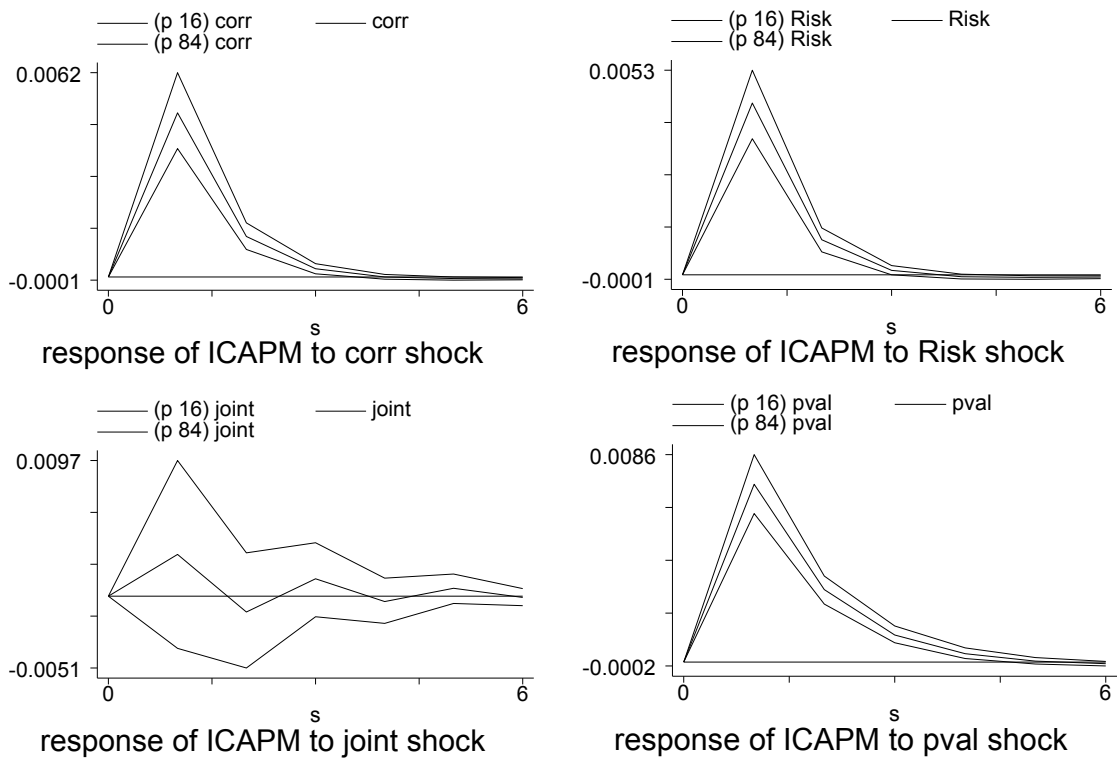 (p 16) corr
corr
(p 84) corr
0.0062
-0.0001
0
6
s
response of ICAPM to corr shock
(p 16) Risk
Risk
(p 84) Risk
0.0053
-0.0001
0
6
s
response of ICAPM to Risk shock
(p 16) joint
joint
(p 84) joint
0.0097
-0.0051
0
6
s
response of ICAPM to joint shock
(p 16) pval
pval
(p 84) pval
0.0086
-0.0002
0
6
s
response of ICAPM to pval shock